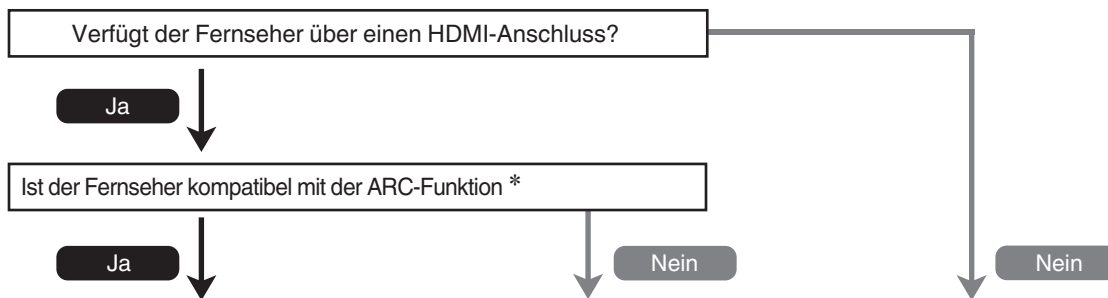 Verfügt der Fernseher über einen HDMI-Anschluss?
Ja
Ist der Fernseher kompatibel mit der ARC-Funktion *
Ja
Nein
Nein